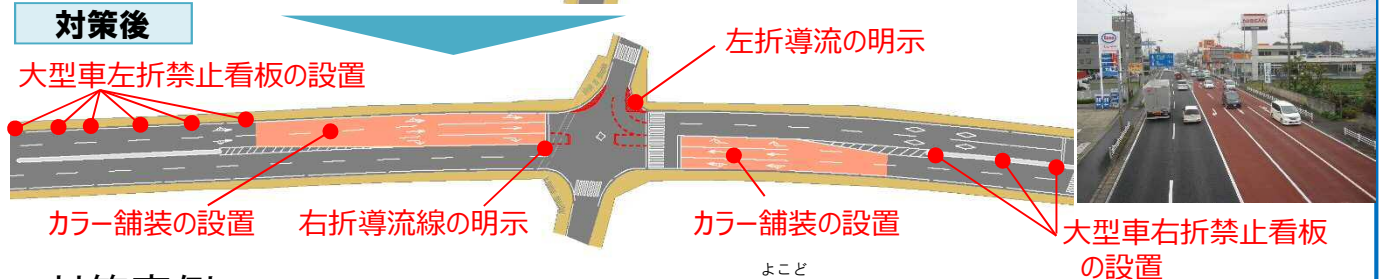 対策後
左折導流の明示
大型車左折禁止看板の設置
カラー舗装の設置
右折導流線の明示
カラー舗装の設置
大型車右折禁止看板
の設置
よこど